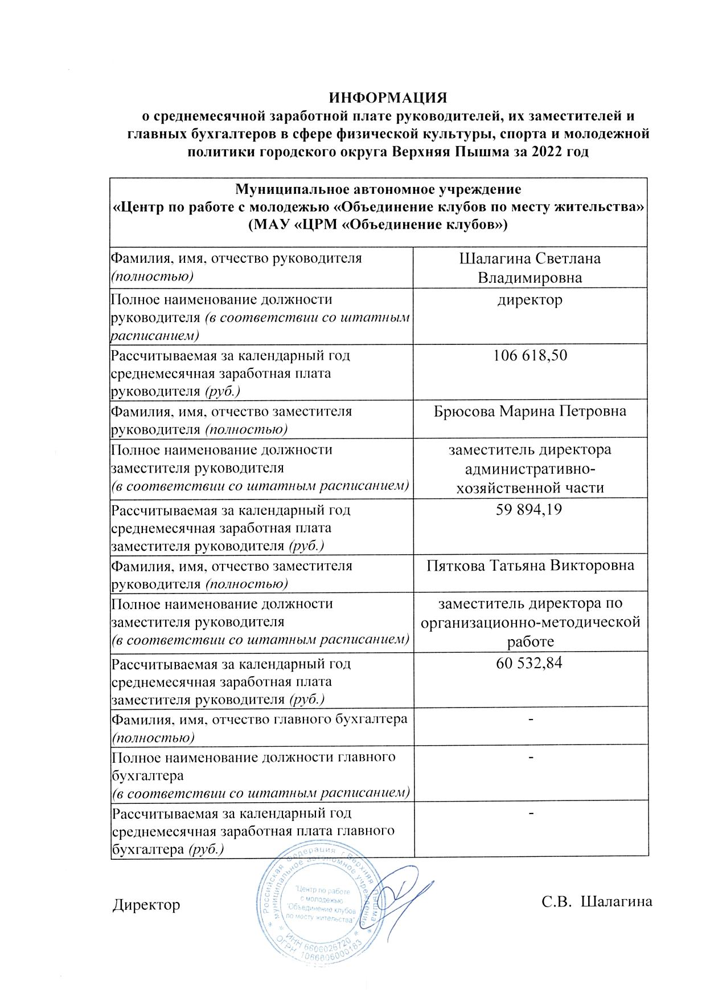 ИНФОРМАЦИЯ
о среднемесячной заработной плате руководителей, их заместителей и
главных бухгалтеров в сфере физической культуры, спорта и молодежной
политики городского округа Верхняя Пышма за 2022 год
Муниципальное автономное учреждение
«Центр по работе с молодежью «Объединение клубов по месту жительства»
(МАУ «ЦРМ «Объединение клубов»)
Фамилия, имя, отчество руководителя
(полностью)
Шалагина Светлана
Владимировна
Полное наименование должности
руководителя (в соответствии со штатным
расписанием)
директор
Рассчитываемая за календарный год
среднемесячная заработная плата
руководителя (руб.)
106 618,50
Фамилия, имя, отчество заместителя
руководителя (полностью)
Брюсова Марина Петровна
Полное наименование должности
заместителя руководителя
(в соответствии со штатным расписанием)
заместитель директора
административно-
хозяйственной части
Рассчитываемая за календарный год
среднемесячная заработная плата
заместителя руководителя (руб.)
59 894,19
Фамилия, имя, отчество заместителя
руководителя (полностью)
Пяткова Татьяна Викторовна
Полное наименование должности
заместителя руководителя
(в соответствии со штатным расписанием)
заместитель директора по
организационно-методической
работе
Рассчитываемая за календарный год
среднемесячная заработная плата
заместителя руководителя (руб.)
60 532,84
Фамилия, имя, отчество главного бухгалтера
(полностью)
-
Полное наименование должности главного
бухгалтера
(в соответствии со штатным расписанием)
-
Рассчитываемая за календарный год
среднемесячная заработная плата главного
бухгалтера (руб.)
-
Российская Федерация г.Верхняя Пышма
муниципальное автономное учреждение
"Центр по работе
с молодежью
"Объединение клубов
по месту жительства"
ИНН 6606026720
ОГРН 1086606000183
Директор
С.В. Шалагина